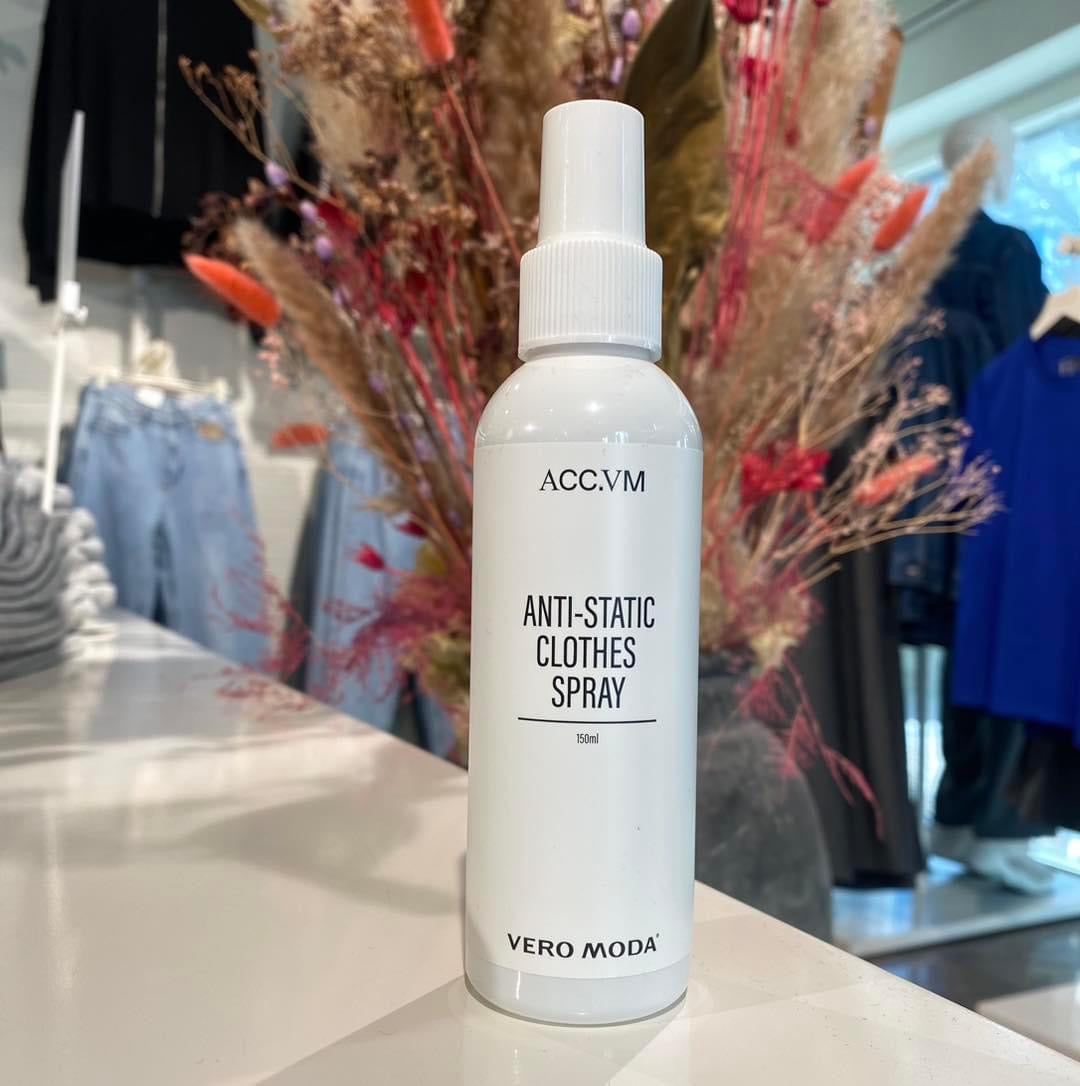 ACC.VM
ANTI-STATIC
CLOTHES
SPRAY
150ml
VERO MODA®